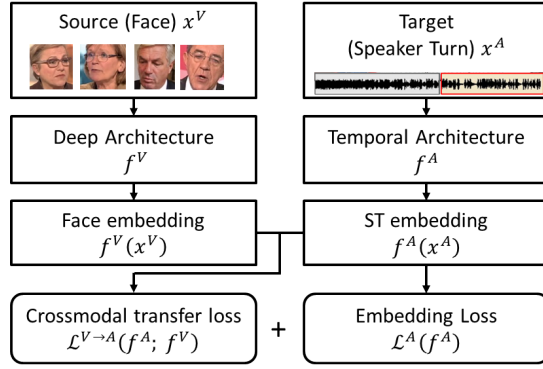 Source (Face) x^V
Target
(Speaker Turn) x^A
Deep Architecture
f^V
Temporal Architecture
f^A
Face embedding
f^V(x^V)
ST embedding
f^A(x^A)
Crossmodal transfer loss
ℒ^{V→A}(f^A; f^V)
+
Embedding Loss
ℒ^A(f^A)